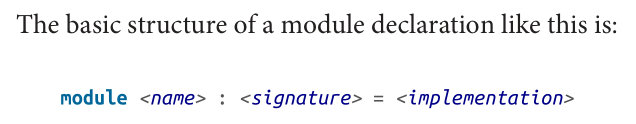 The basic structure of a module declaration like this is:
module <name> : <signature> = <implementation>